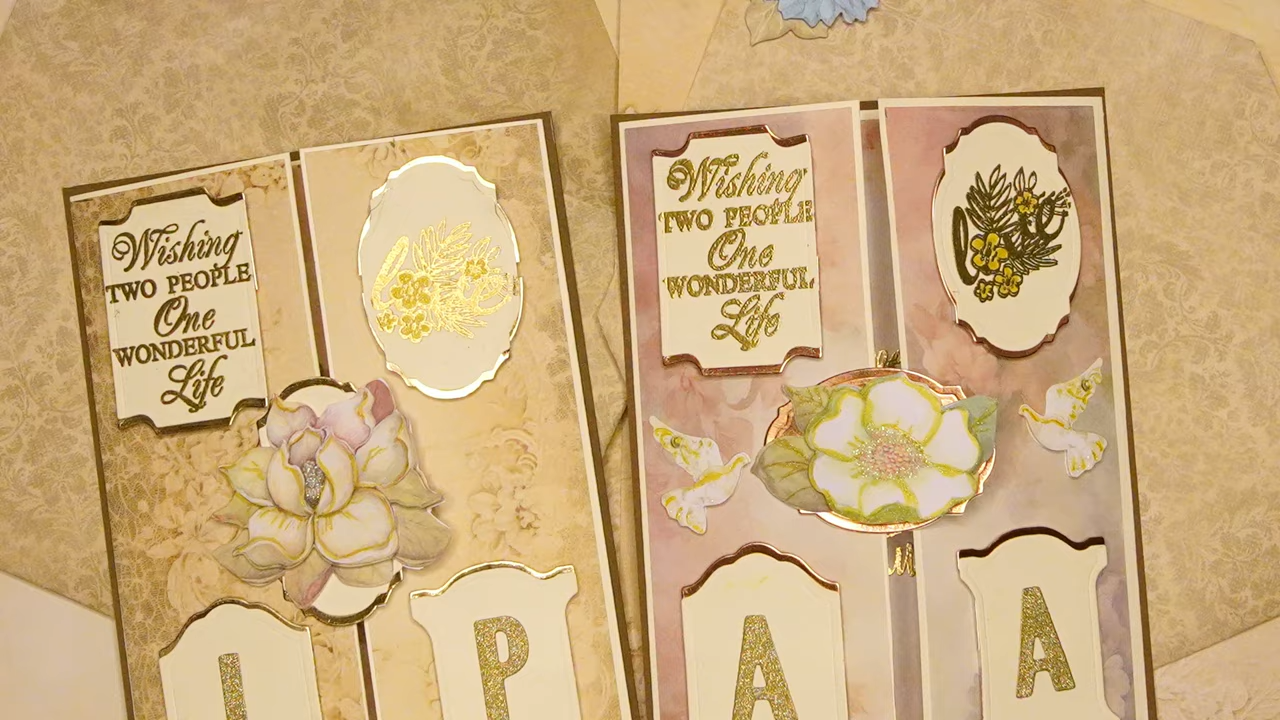 Wishing
TWO PEOPLE
One
WONDERFUL
Life
I P
Wishing
TWO PEOPLE
One
WONDERFUL
Life
A A